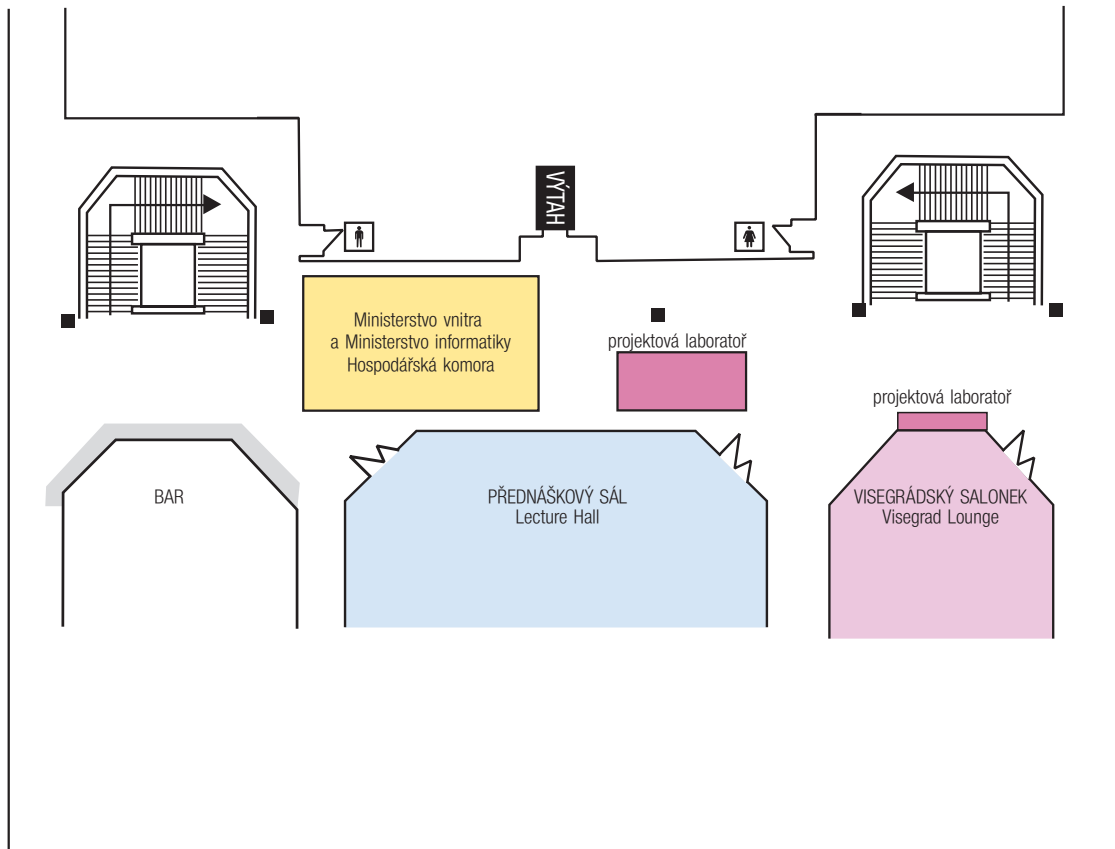 VÝTAH
Ministerstvo vnitra
a Ministerstvo informatiky
Hospodářská komora
projektová laboratoř
projektová laboratoř
BAR
PŘEDNÁŠKOVÝ SÁL
Lecture Hall
VISEGRÁDSKÝ SALONEK
Visegrad Lounge